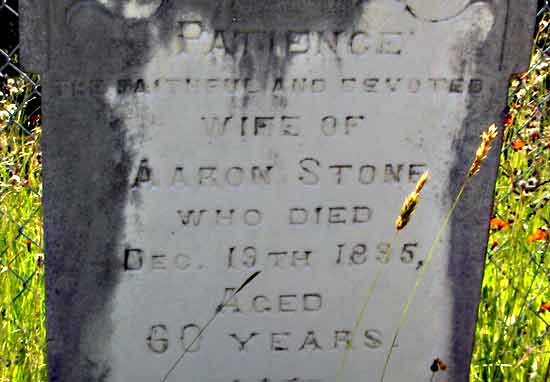 PATIENCE
THE FAITHFUL AND DEVOTED
WIFE OF
AARON STONE
WHO DIED
DEC. 19TH 1895,
AGED
60 YEARS.